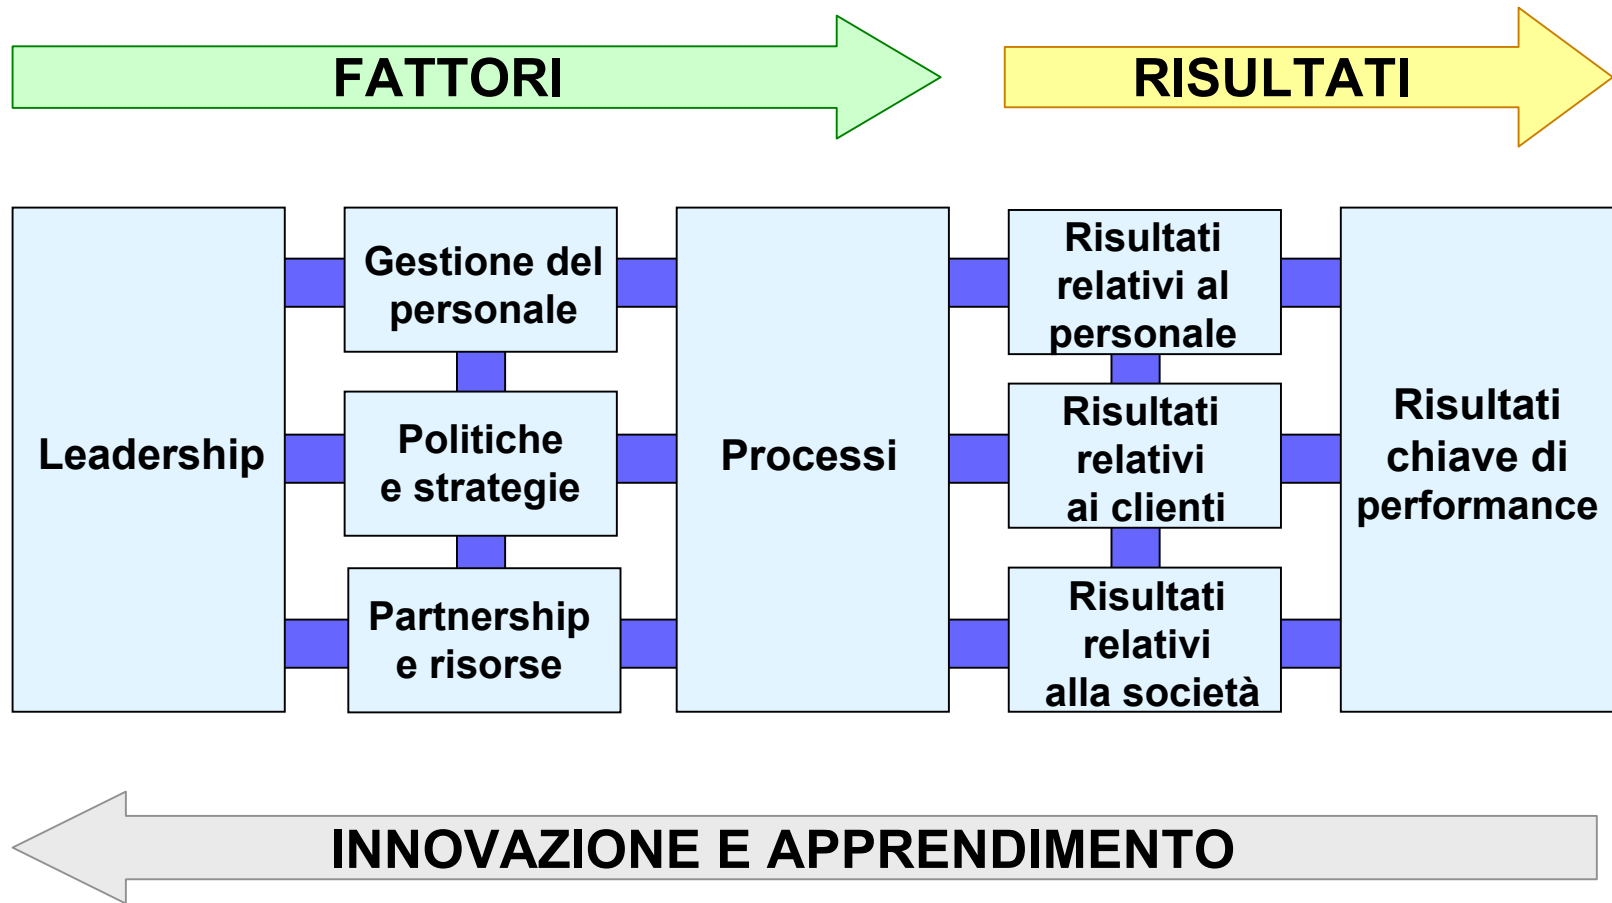 FATTORI
RISULTATI
Leadership
Gestione del
personale
Politiche
e strategie
Partnership
e risorse
Processi
Risultati
relativi al
personale
Risultati
relativi
ai clienti
Risultati
relativi
alla società
Risultati
chiave di
performance
INNOVAZIONE E APPRENDIMENTO